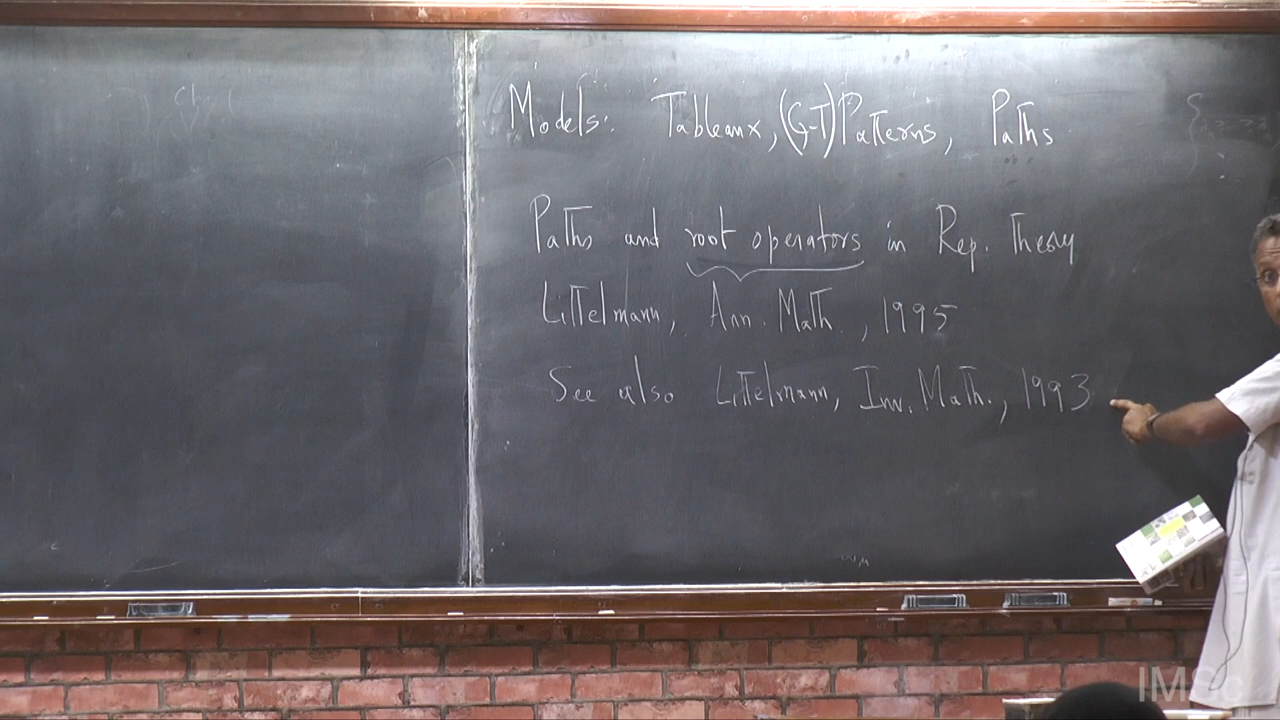 Models: Tableaux, (G-T) Patterns, Paths
Paths and root operators in Rep. Theory
Littelmann, Ann. Math., 1995
See also Littelmann, Inv. Math., 1993
IMSc